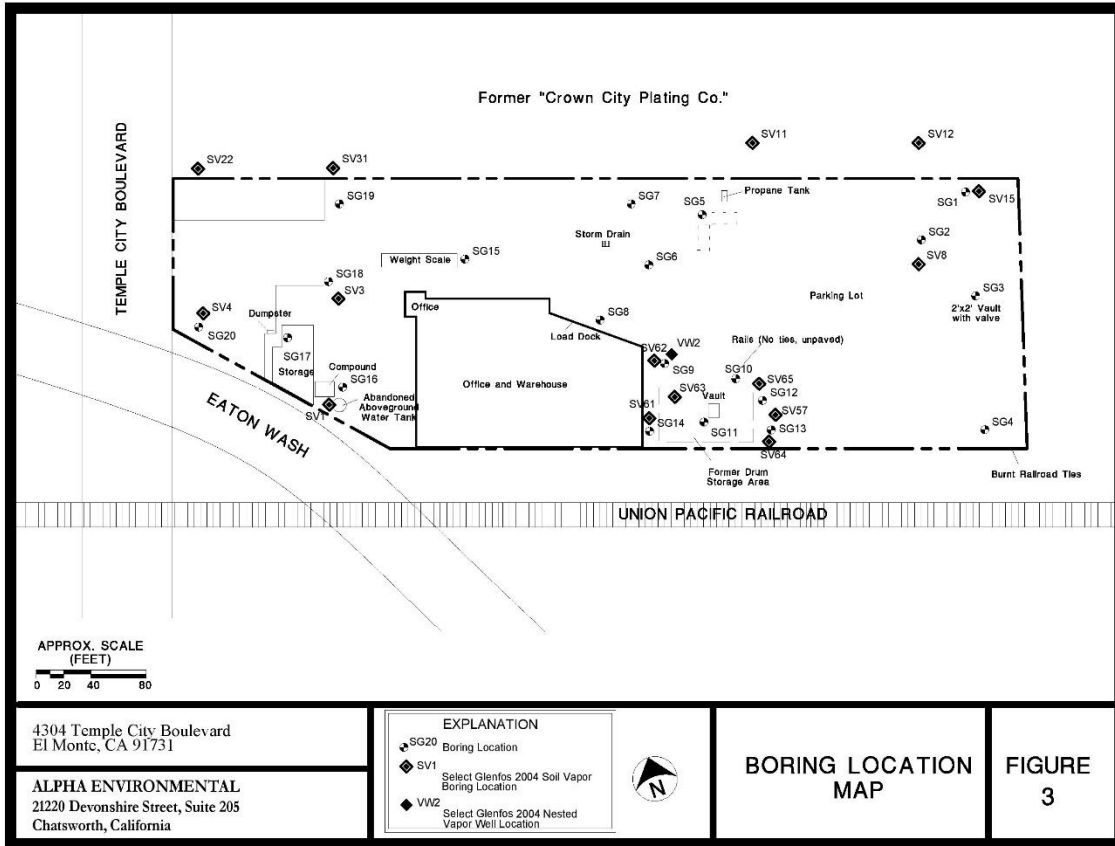 Former "Crown City Plating Co."
TEMPLE CITY BOULEVARD
SV22
SV31
SV11
SV12
SG19
SG7
SG5
Propane Tank
SG1
SV15
Storm Drain
SG2
SG15
Weight Scale
SG6
SV8
SG18
SV3
Parking Lot
SG3
2'x2' Vault
with valve
Office
SV4
Dumpster
SG20
SG8
Load Dock
Rails (No ties, unpaved)
SG17
Storage
SV62
VW2
SG9
SG10
Compound
SG16
Office and Warehouse
SV63
Vault
SV65
SG12
Abandoned
Aboveground
Water Tank
SV1
SV61
SG14
SG11
SV57
SG13
SG4
SV64
EATON WASH
Former Drum
Storage Area
Burnt Railroad Ties
UNION PACIFIC RAILROAD
APPROX. SCALE
(FEET)
0 20 40 80
4304 Temple City Boulevard
El Monte, CA 91731
ALPHA ENVIRONMENTAL
21220 Devonshire Street, Suite 205
Chatsworth, California
EXPLANATION
SG20 Boring Location
SV1
Select Glenfos 2004 Soil Vapor
Boring Location
VW2
Select Glenfos 2004 Nested
Vapor Well Location
N
BORING LOCATION
MAP
FIGURE
3